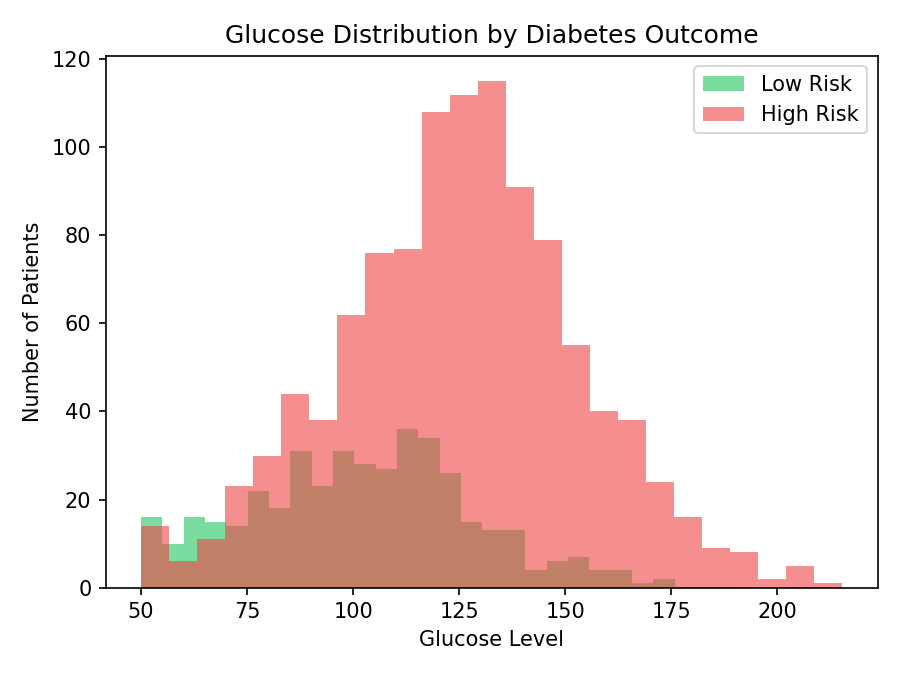 Glucose Distribution by Diabetes Outcome
Low Risk
High Risk
Number of Patients
120
100
80
60
40
20
0
50 75 100 125 150 175 200
Glucose Level